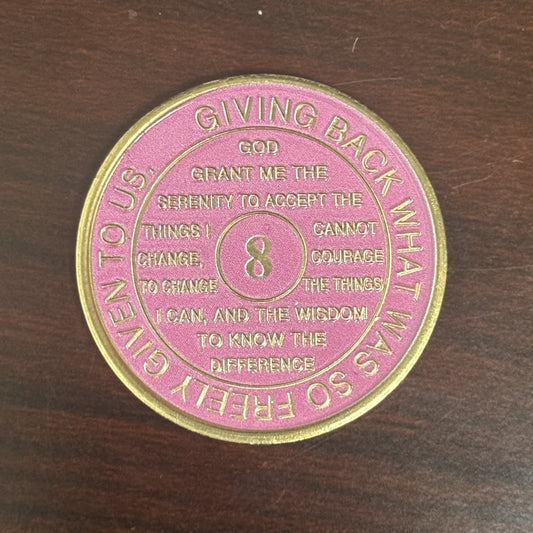 GIVING BACK WHAT WAS SO FREELY GIVEN TO US.
GOD
GRANT ME THE
SERENITY TO ACCEPT THE
THINGS I CANNOT
CHANGE, COURAGE
TO CHANGE THE THINGS
I CAN, AND THE WISDOM
TO KNOW THE
DIFFERENCE
8